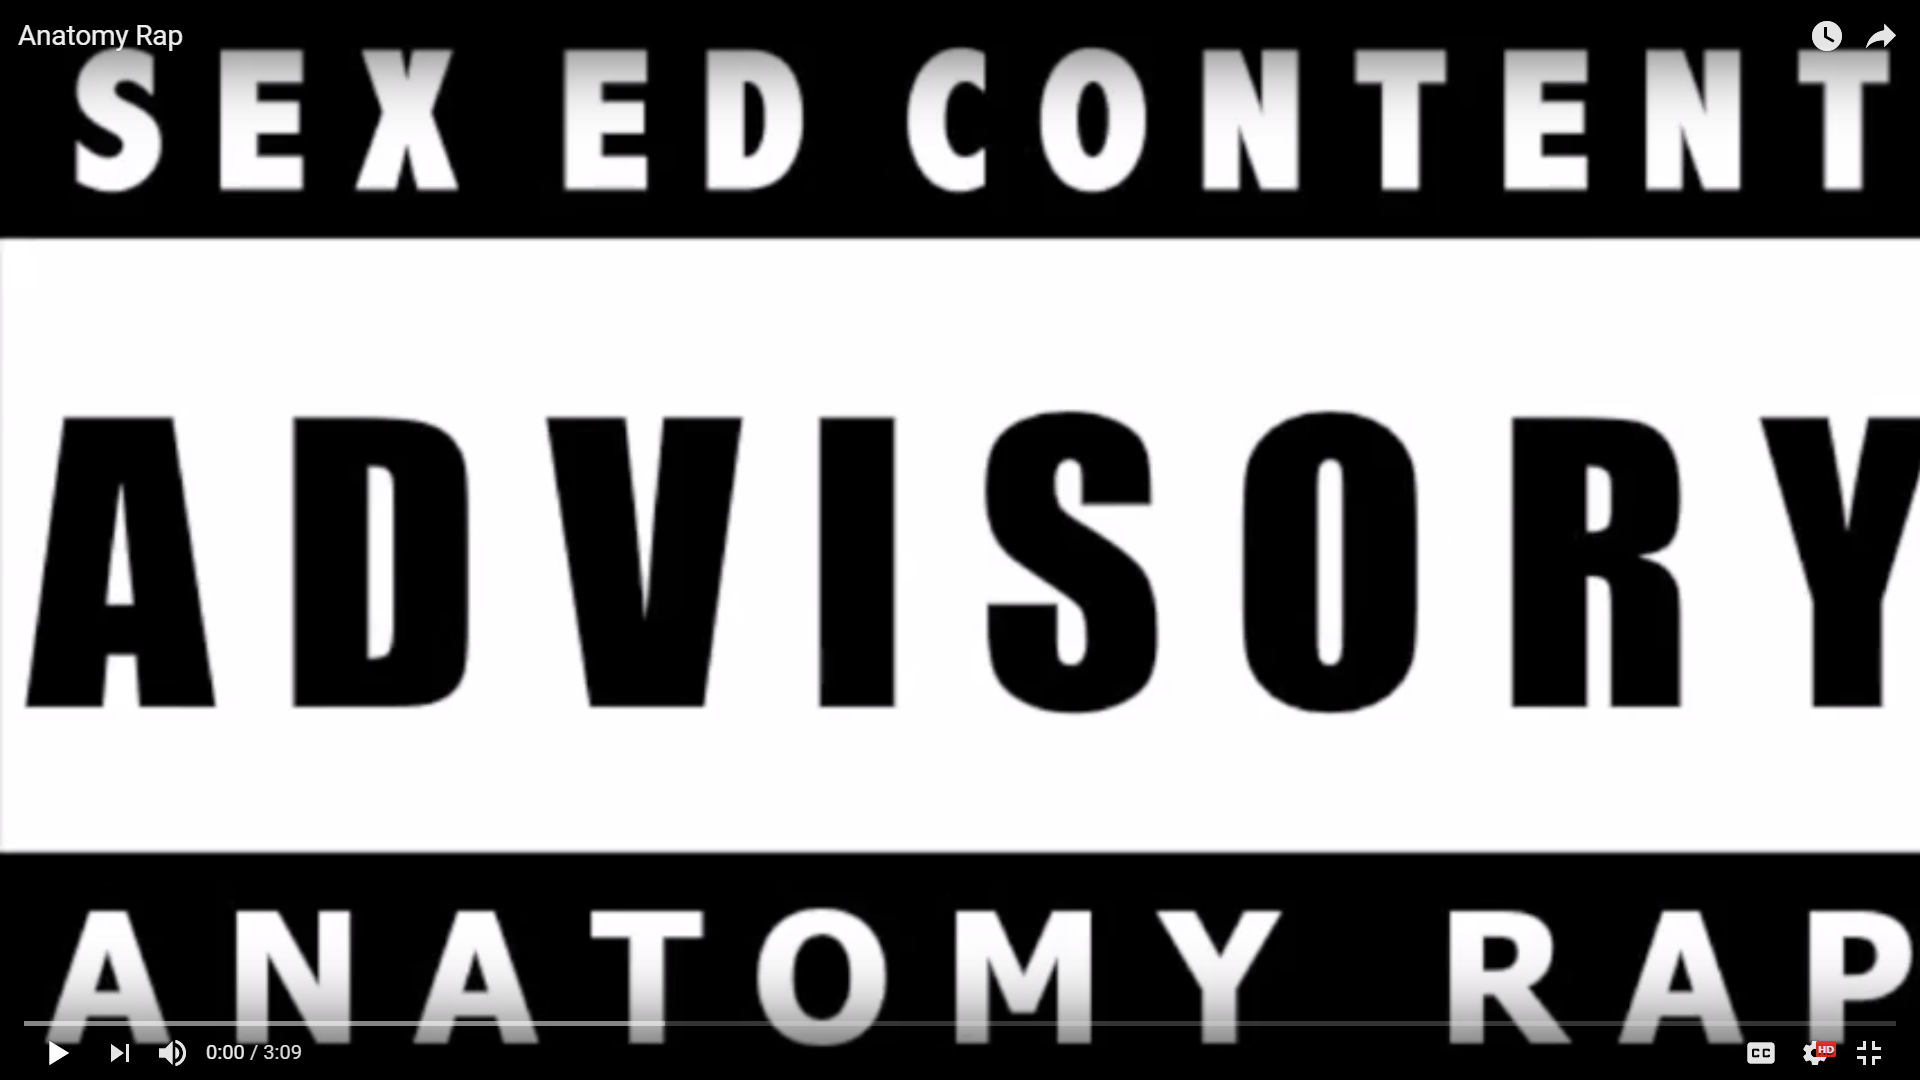 Anatomy Rap
SEX ED CONTENT
ADVISORY
ANATOMY RAP
0:00 / 3:09
CC
HD